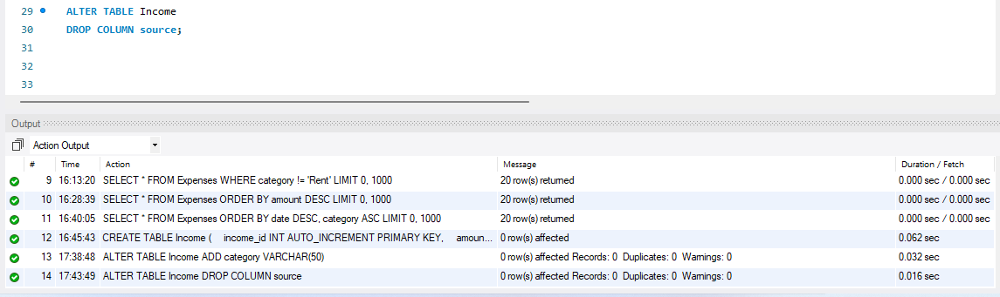 29 ALTER TABLE Income
30 DROP COLUMN source;
31
32
33
Output
Action Output
# Time Action Message Duration / Fetch
9 16:13:20 SELECT * FROM Expenses WHERE category != 'Rent' LIMIT 0, 1000 20 row(s) returned 0.000 sec / 0.000 sec
10 16:28:39 SELECT * FROM Expenses ORDER BY amount DESC LIMIT 0, 1000 20 row(s) returned 0.000 sec / 0.000 sec
11 16:40:05 SELECT * FROM Expenses ORDER BY date DESC, category ASC LIMIT 0, 1000 20 row(s) returned 0.000 sec / 0.000 sec
12 16:45:43 CREATE TABLE Income ( income_id INT AUTO_INCREMENT PRIMARY KEY, amoun... 0 row(s) affected 0.062 sec
13 17:38:48 ALTER TABLE Income ADD category VARCHAR(50) 0 row(s) affected Records: 0 Duplicates: 0 Warnings: 0 0.032 sec
14 17:43:49 ALTER TABLE Income DROP COLUMN source 0 row(s) affected Records: 0 Duplicates: 0 Warnings: 0 0.016 sec